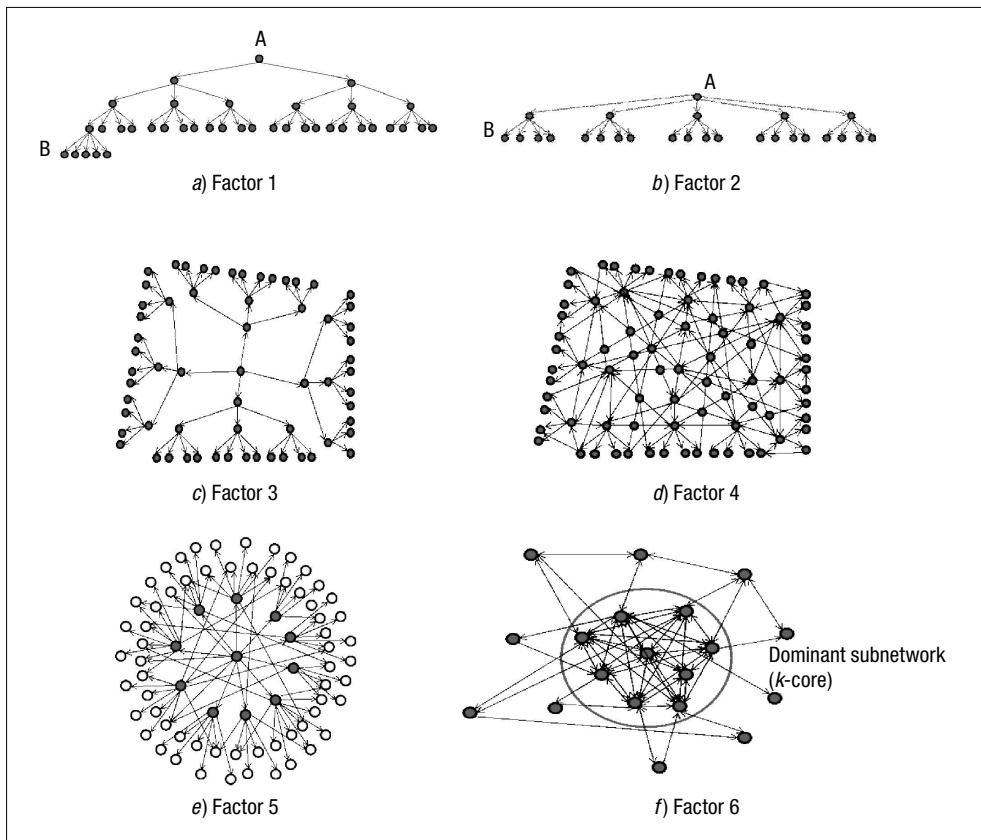 A
B
a) Factor 1
A
B
b) Factor 2
c) Factor 3
d) Factor 4
Dominant subnetwork
(k-core)
e) Factor 5
f) Factor 6